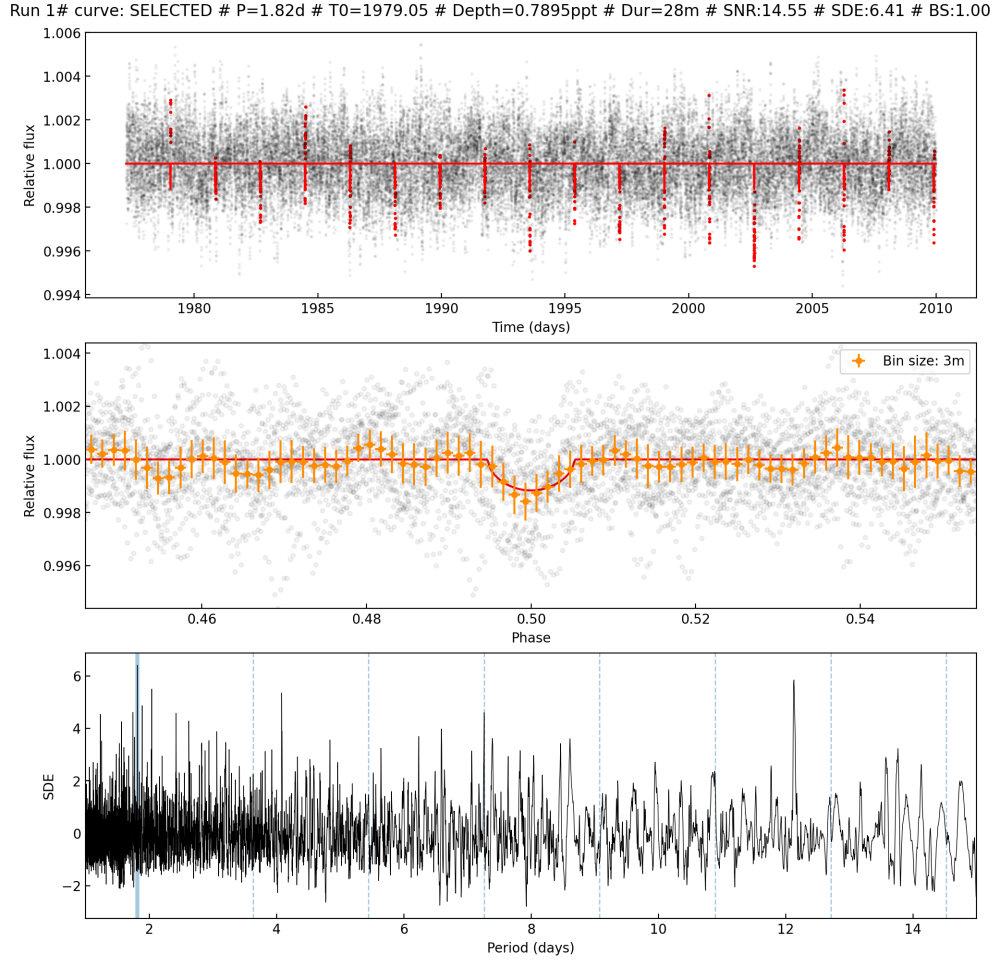 Run 1# curve: SELECTED # P=1.82d # T0=1979.05 # Depth=0.7895ppt # Dur=28m # SNR:14.55 # SDE:6.41 # BS:1.00
1.006
1.004
1.002
1.000
0.998
0.996
0.994
Relative flux
1980 1985 1990 1995 2000 2005 2010
Time (days)
Bin size: 3m
1.004
1.002
1.000
0.998
0.996
Relative flux
0.46 0.48 0.50 0.52 0.54
Phase
6
4
2
0
−2
SDE
2 4 6 8 10 12 14
Period (days)